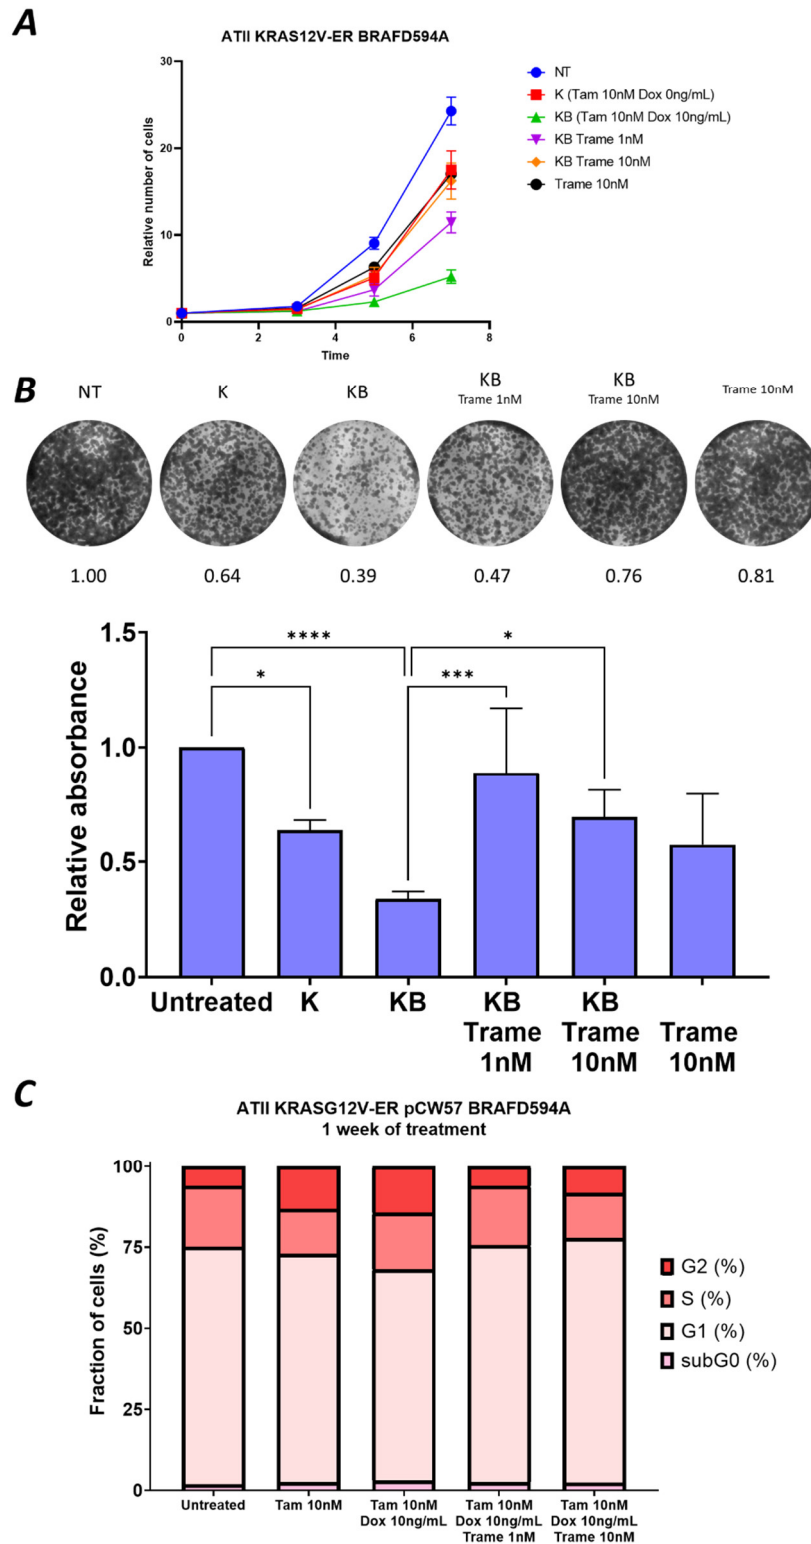 A
ATII KRAS12V-ER BRAFD594A
Relative number of cells
30
20
10
0
0 2 4 6 8
Time
NT
K (Tam 10nM Dox 0ng/mL)
KB (Tam 10nM Dox 10ng/mL)
KB Trame 1nM
KB Trame 10nM
Trame 10nM
B
NT K KB KB Trame 1nM KB Trame 10nM Trame 10nM
1.00 0.64 0.39 0.47 0.76 0.81
Relative absorbance
1.5
1.0
0.5
0.0
**** *
* ***
Untreated K KB KB KB Trame
Trame Trame 10nM
1nM 10nM
C
ATII KRASG12V-ER pCW57 BRAFD594A
1 week of treatment
Fraction of cells (%)
100
75
50
25
0
G2 (%)
S (%)
G1 (%)
subG0 (%)
Untreated Tam 10nM Tam 10nM Tam 10nM Tam 10nM
Dox 10ng/mL Dox 10ng/mL Dox 10ng/mL
Trame 1nM Trame 10nM